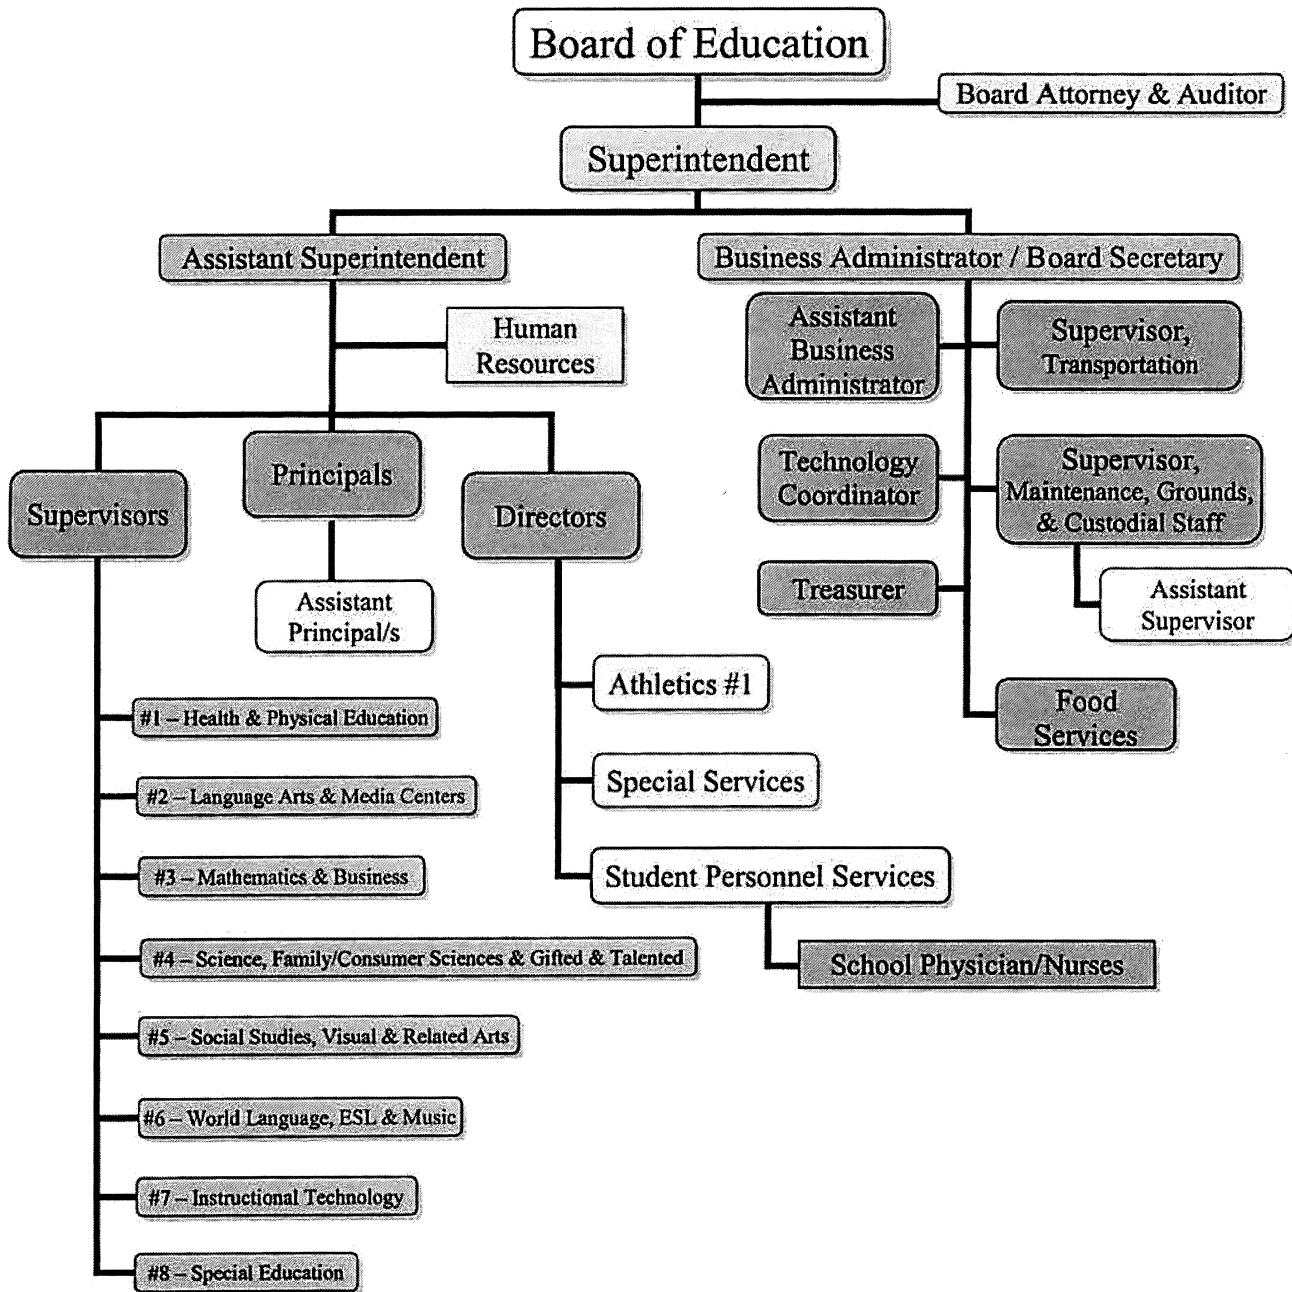 Board of Education
Board Attorney & Auditor
Superintendent
Assistant Superintendent
Business Administrator / Board Secretary
Human
Resources
Assistant
Business
Administrator
Supervisor,
Transportation
Supervisors
Principals
Directors
Technology
Coordinator
Supervisor,
Maintenance, Grounds,
& Custodial Staff
Assistant
Principal/s
Treasurer
Assistant
Supervisor
Athletics #1
Food
Services
Special Services
Student Personnel Services
School Physician/Nurses
#1 – Health & Physical Education
#2 – Language Arts & Media Centers
#3 – Mathematics & Business
#4 – Science, Family/Consumer Sciences & Gifted & Talented
#5 – Social Studies, Visual & Related Arts
#6 – World Language, ESL & Music
#7 – Instructional Technology
#8 – Special Education